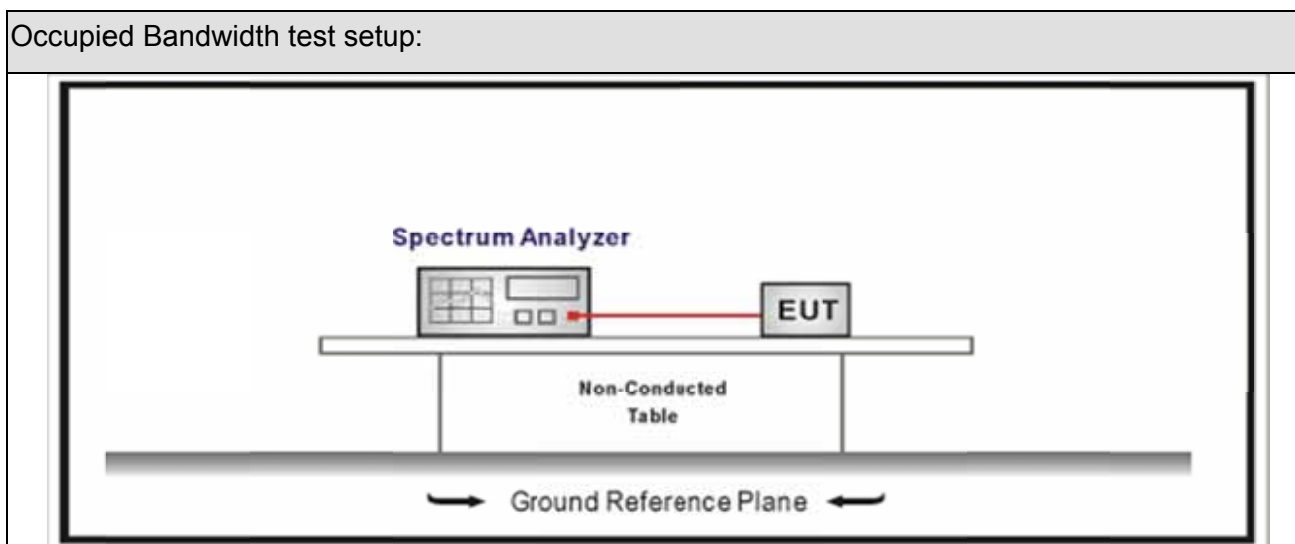 Occupied Bandwidth test setup:
Spectrum Analyzer
EUT
Non-Conducted
Table
Ground Reference Plane